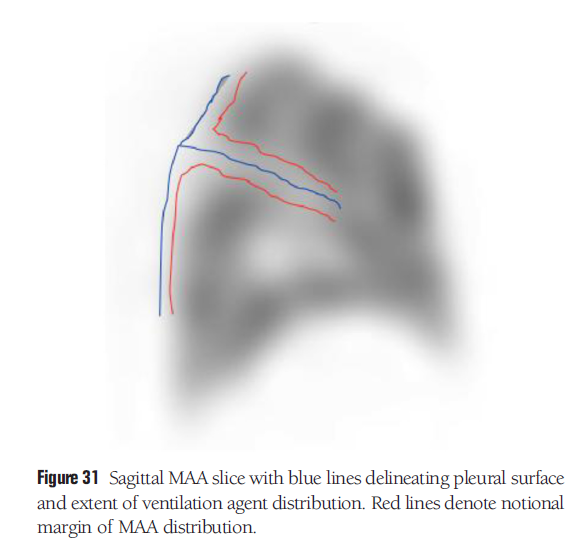 Figure 31 Sagittal MAA slice with blue lines delineating pleural surface
and extent of ventilation agent distribution. Red lines denote notional
margin of MAA distribution.